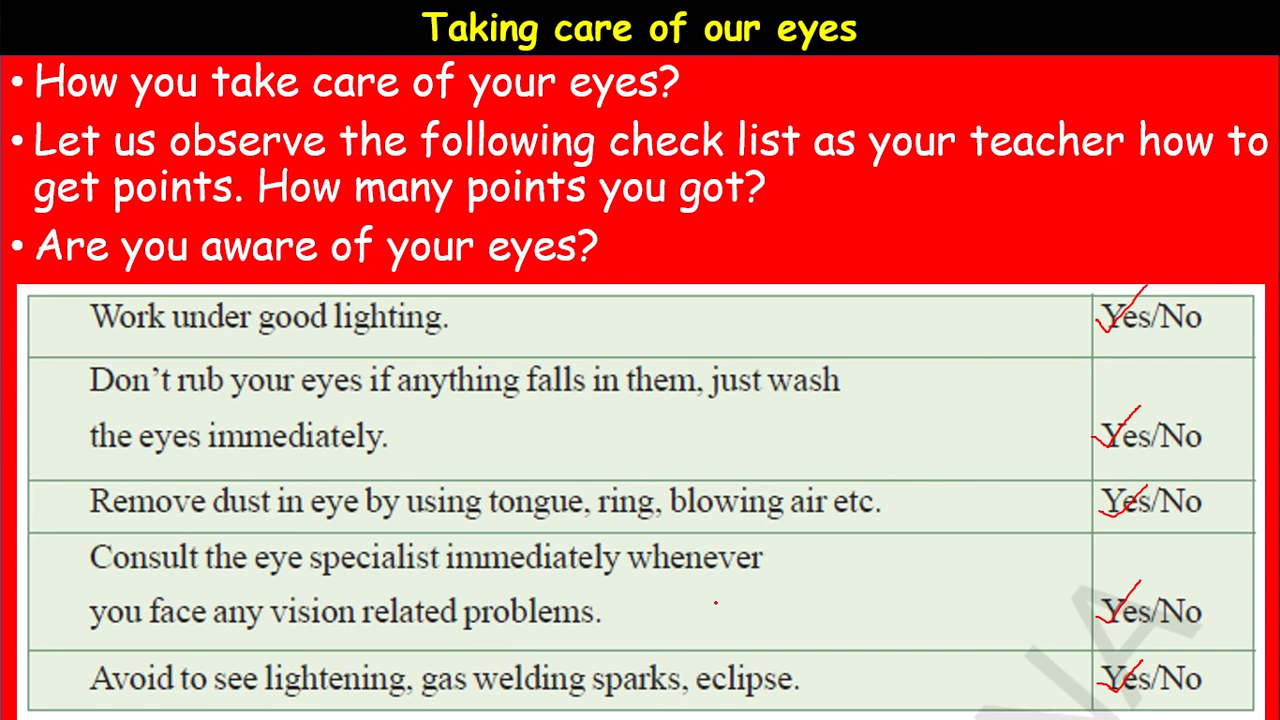 Taking care of our eyes
• How you take care of your eyes?
• Let us observe the following check list as your teacher how to
get points. How many points you got?
• Are you aware of your eyes?
Work under good lighting. Yes/No
Don't rub your eyes if anything falls in them, just wash
the eyes immediately. Yes/No
Remove dust in eye by using tongue, ring, blowing air etc. Yes/No
Consult the eye specialist immediately whenever
you face any vision related problems. Yes/No
Avoid to see lightening, gas welding sparks, eclipse. Yes/No